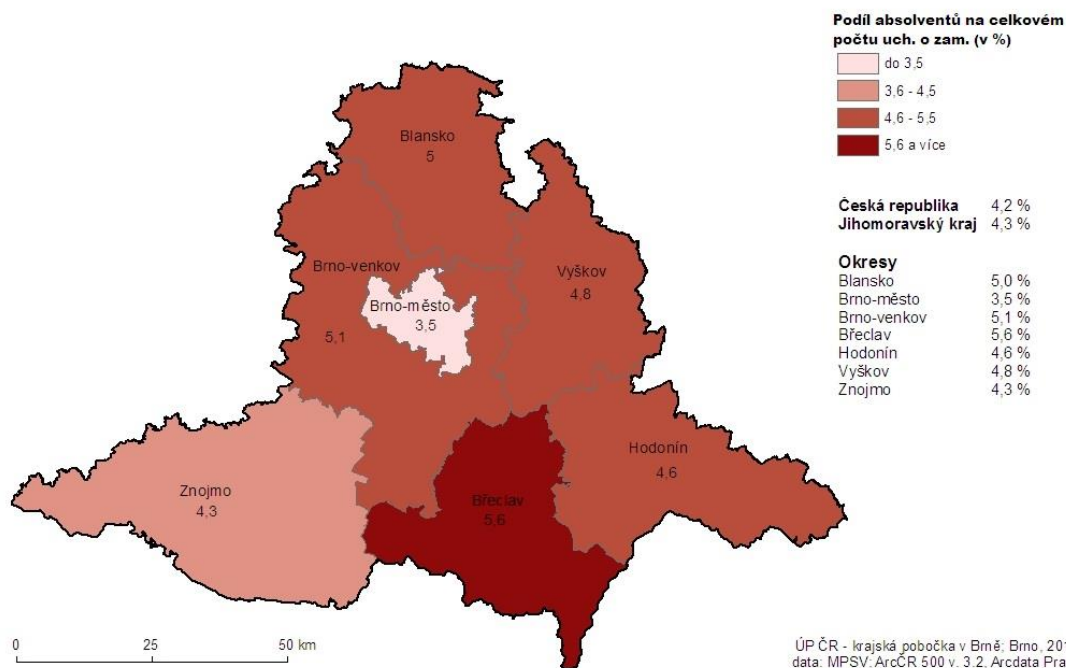 Podíl absolventů na celkovém
počtu uch. o zam. (v %)
do 3,5
3,6 - 4,5
4,6 - 5,5
5,6 a více
Česká republika 4,2 %
Jihomoravský kraj 4,3 %
Okresy
Blansko 5,0 %
Brno-město 3,5 %
Brno-venkov 5,1 %
Břeclav 5,6 %
Hodonín 4,6 %
Vyškov 4,8 %
Znojmo 4,3 %
Blansko
5
Brno-venkov
5,1
Brno-město
3,5
Vyškov
4,8
Hodonín
4,6
Znojmo
4,3
Břeclav
5,6
0 25 50 km
ÚP ČR - krajská pobočka v Brně; Brno, 201
data: MPSV; ArcČR 500 v. 3.2, Arcdata Pra